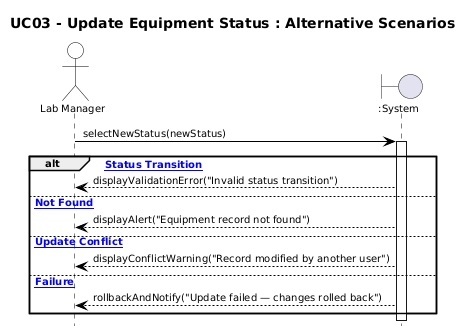 UC03 - Update Equipment Status : Alternative Scenarios
Lab Manager
:System
selectNewStatus(newStatus)
alt
Status Transition
displayValidationError("Invalid status transition")
Not Found
displayAlert("Equipment record not found")
Update Conflict
displayConflictWarning("Record modified by another user")
Failure
rollbackAndNotify("Update failed — changes rolled back")